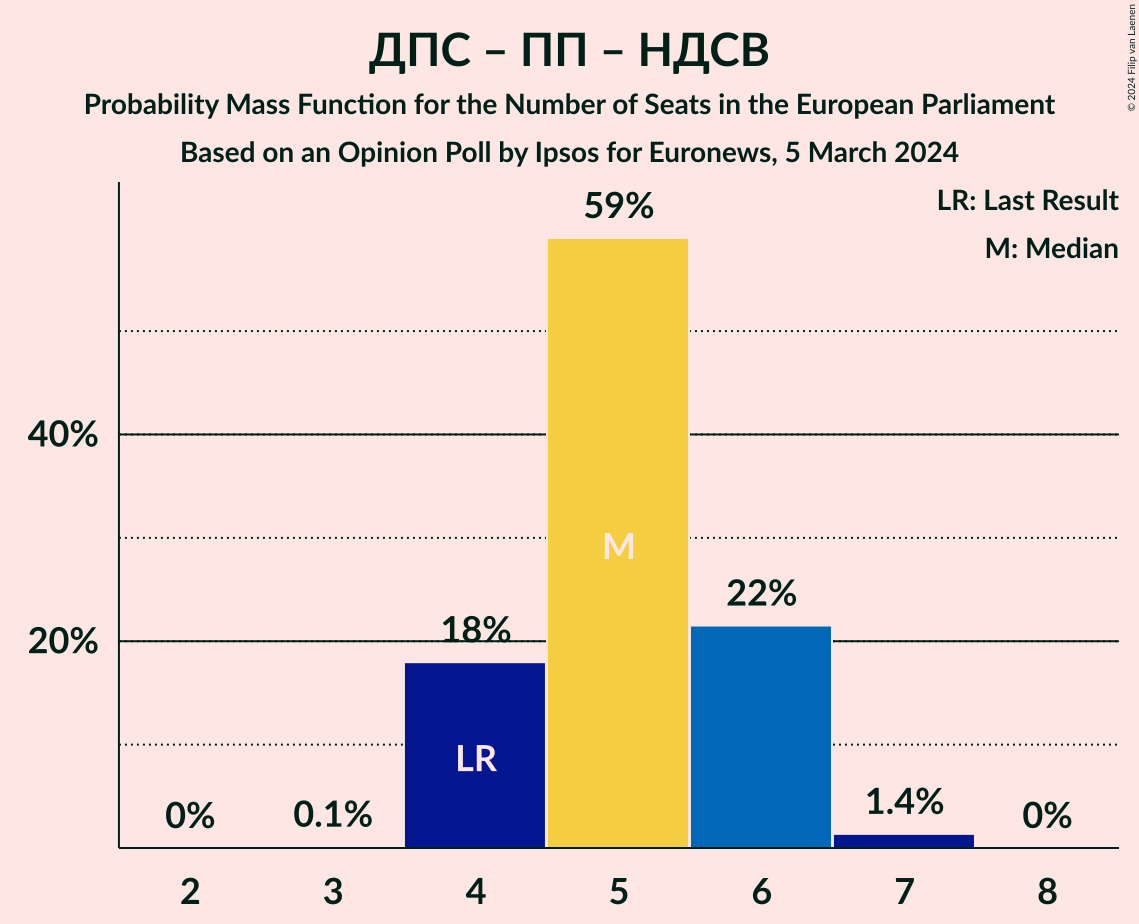 ДПС – ПП – НДСВ
Probability Mass Function for the Number of Seats in the European Parliament
Based on an Opinion Poll by Ipsos for Euronews, 5 March 2024
© 2024 Filip van Laenen
LR: Last Result
M: Median
59%
40%
M
22%
18%
20%
LR
1.4%
0%
0.1%
0%
2 3 4 5 6 7 8